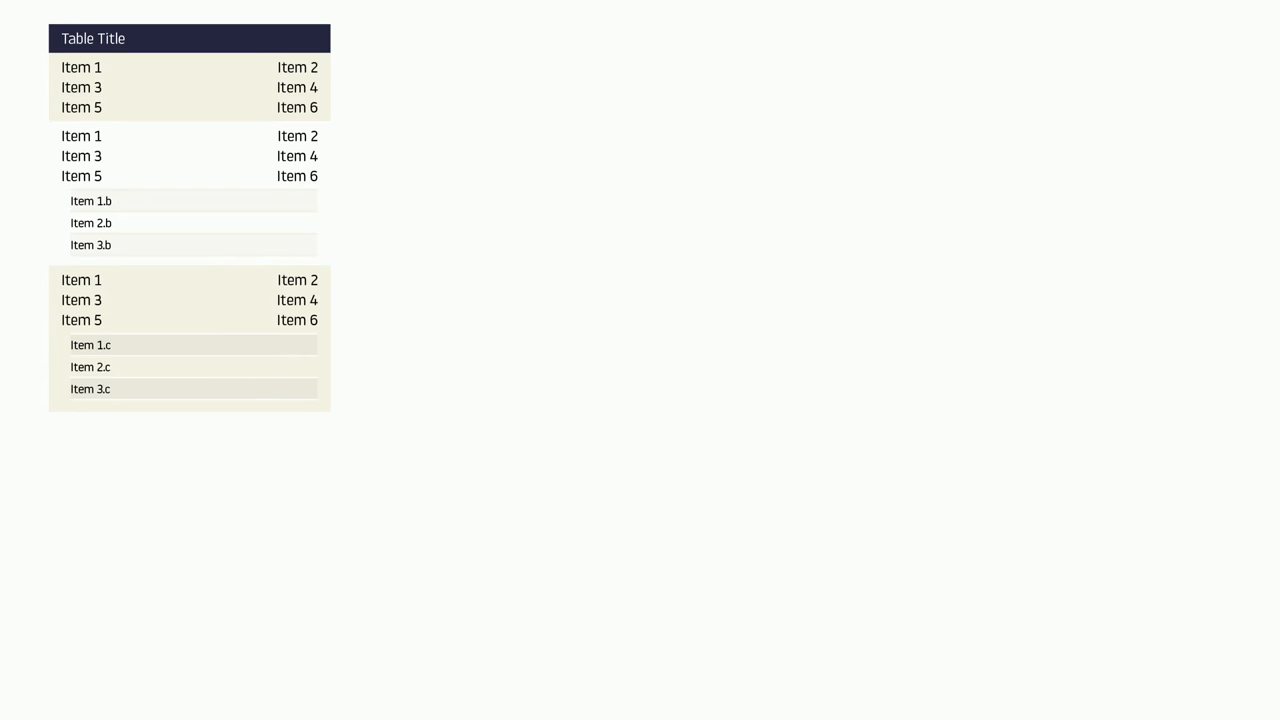 Table Title
Item 1 Item 2
Item 3 Item 4
Item 5 Item 6
Item 1 Item 2
Item 3 Item 4
Item 5 Item 6
Item 1.b
Item 2.b
Item 3.b
Item 1 Item 2
Item 3 Item 4
Item 5 Item 6
Item 1.c
Item 2.c
Item 3.c